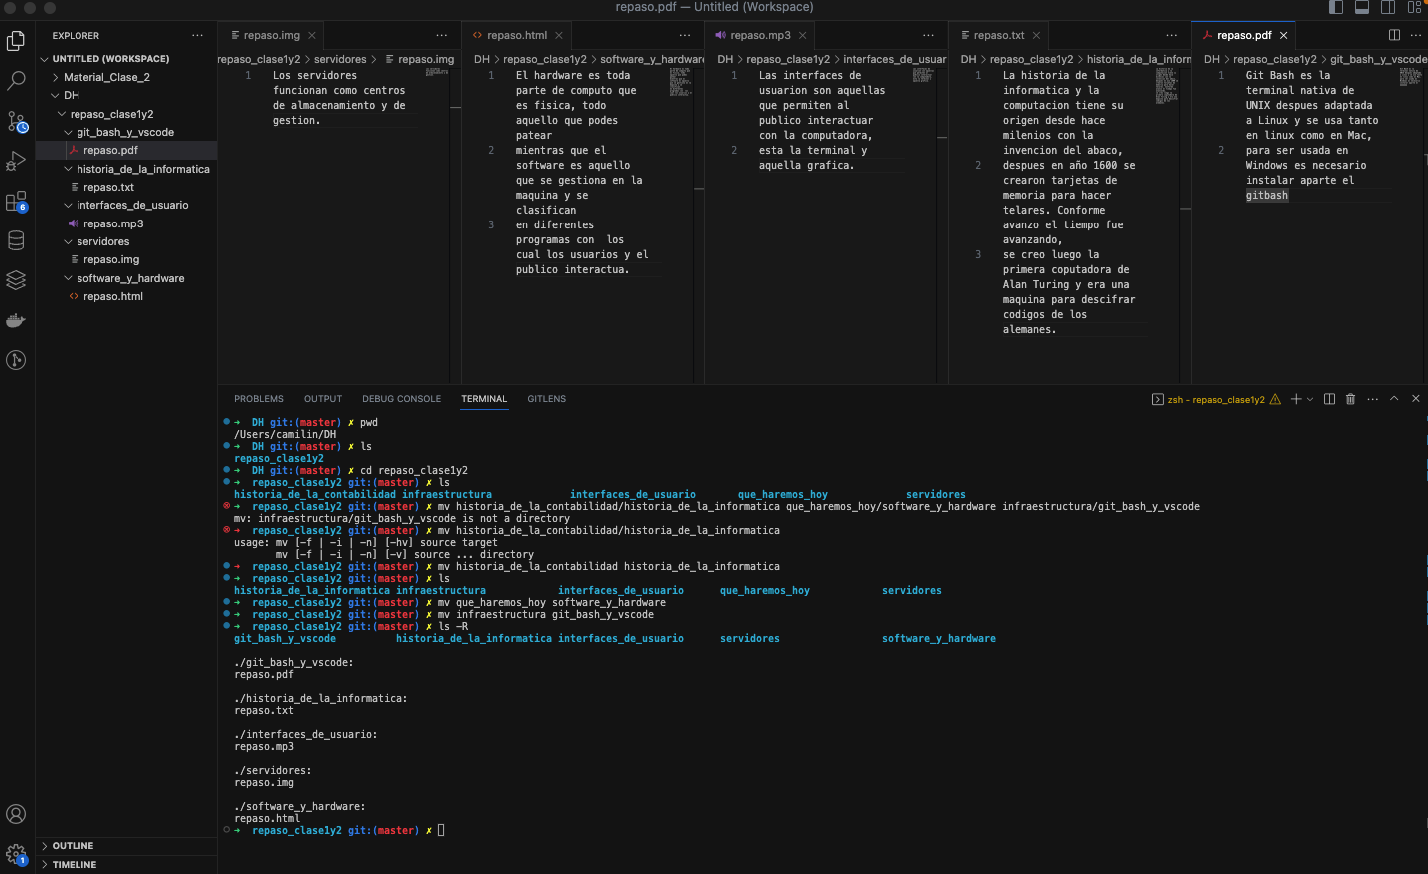 repaso.pdf — Untitled (Workspace)
EXPLORER
UNTITLED (WORKSPACE)
Material_Clase_2
DH
repaso_clase1y2
git_bash_y_vscode
repaso.pdf
historia_de_la_informatica
repaso.txt
interfaces_de_usuario
repaso.mp3
servidores
repaso.img
software_y_hardware
repaso.html
OUTLINE
TIMELINE
6
1
repaso.img
repaso_clase1y2 > servidores > repaso.img
1 Los servidores
funcionan como centros
de almacenamiento y de
gestion.
repaso.html
DH > repaso_clase1y2 > software_y_hardware
1 El hardware es toda
parte de computo que
es fisica, todo
aquello que podes
patear
2 mientras que el
software es aquello
que se gestiona en la
maquina y se
clasifican
3 en diferentes
programas con los
cual los usuarios y el
publico interactua.
repaso.mp3
DH > repaso_clase1y2 > interfaces_de_usuar
1 Las interfaces de
usuarion son aquellas
que permiten al
publico interactuar
con la computadora,
2 esta la terminal y
aquella grafica.
repaso.txt
DH > repaso_clase1y2 > historia_de_la_inforn
1 La historia de la
informatica y la
computacion tiene su
origen desde hace
milenios con la
invencion del abaco,
2 despues en año 1600 se
crearon tarjetas de
memoria para hacer
telares. Conforme
avanzo el tiempo fue
avanzando,
3 se creo luego la
primera coputadora de
Alan Turing y era una
maquina para descifrar
codigos de los
alemanes.
repaso.pdf
DH > repaso_clase1y2 > git_bash_y_vscode
1 Git Bash es la
terminal nativa de
UNIX despues adaptada
a Linux y se usa tanto
en linux como en Mac,
2 para ser usada en
Windows es necesario
instalar aparte el
gitbash
PROBLEMS OUTPUT DEBUG CONSOLE TERMINAL GITLENS
zsh - repaso_clase1y2
➜ DH git:(master) ✗ pwd
/Users/camilin/DH
➜ DH git:(master) ✗ ls
repaso_clase1y2
➜ DH git:(master) ✗ cd repaso_clase1y2
➜ repaso_clase1y2 git:(master) ✗ ls
historia_de_la_contabilidad infraestructura interfaces_de_usuario que_haremos_hoy servidores
➜ repaso_clase1y2 git:(master) ✗ mv historia_de_la_contabilidad/historia_de_la_informatica que_haremos_hoy/software_y_hardware infraestructura/git_bash_y_vscode
mv: infraestructura/git_bash_y_vscode is not a directory
➜ repaso_clase1y2 git:(master) ✗ mv historia_de_la_contabilidad/historia_de_la_informatica
usage: mv [-f | -i | -n] [-hv] source target
mv [-f | -i | -n] [-v] source ... directory
➜ repaso_clase1y2 git:(master) ✗ mv historia_de_la_contabilidad historia_de_la_informatica
➜ repaso_clase1y2 git:(master) ✗ ls
historia_de_la_informatica infraestructura interfaces_de_usuario que_haremos_hoy servidores
➜ repaso_clase1y2 git:(master) ✗ mv que_haremos_hoy software_y_hardware
➜ repaso_clase1y2 git:(master) ✗ mv infraestructura git_bash_y_vscode
➜ repaso_clase1y2 git:(master) ✗ ls -R
git_bash_y_vscode historia_de_la_informatica interfaces_de_usuario servidores software_y_hardware
./git_bash_y_vscode:
repaso.pdf
./historia_de_la_informatica:
repaso.txt
./interfaces_de_usuario:
repaso.mp3
./servidores:
repaso.img
./software_y_hardware:
repaso.html
➜ repaso_clase1y2 git:(master) ✗